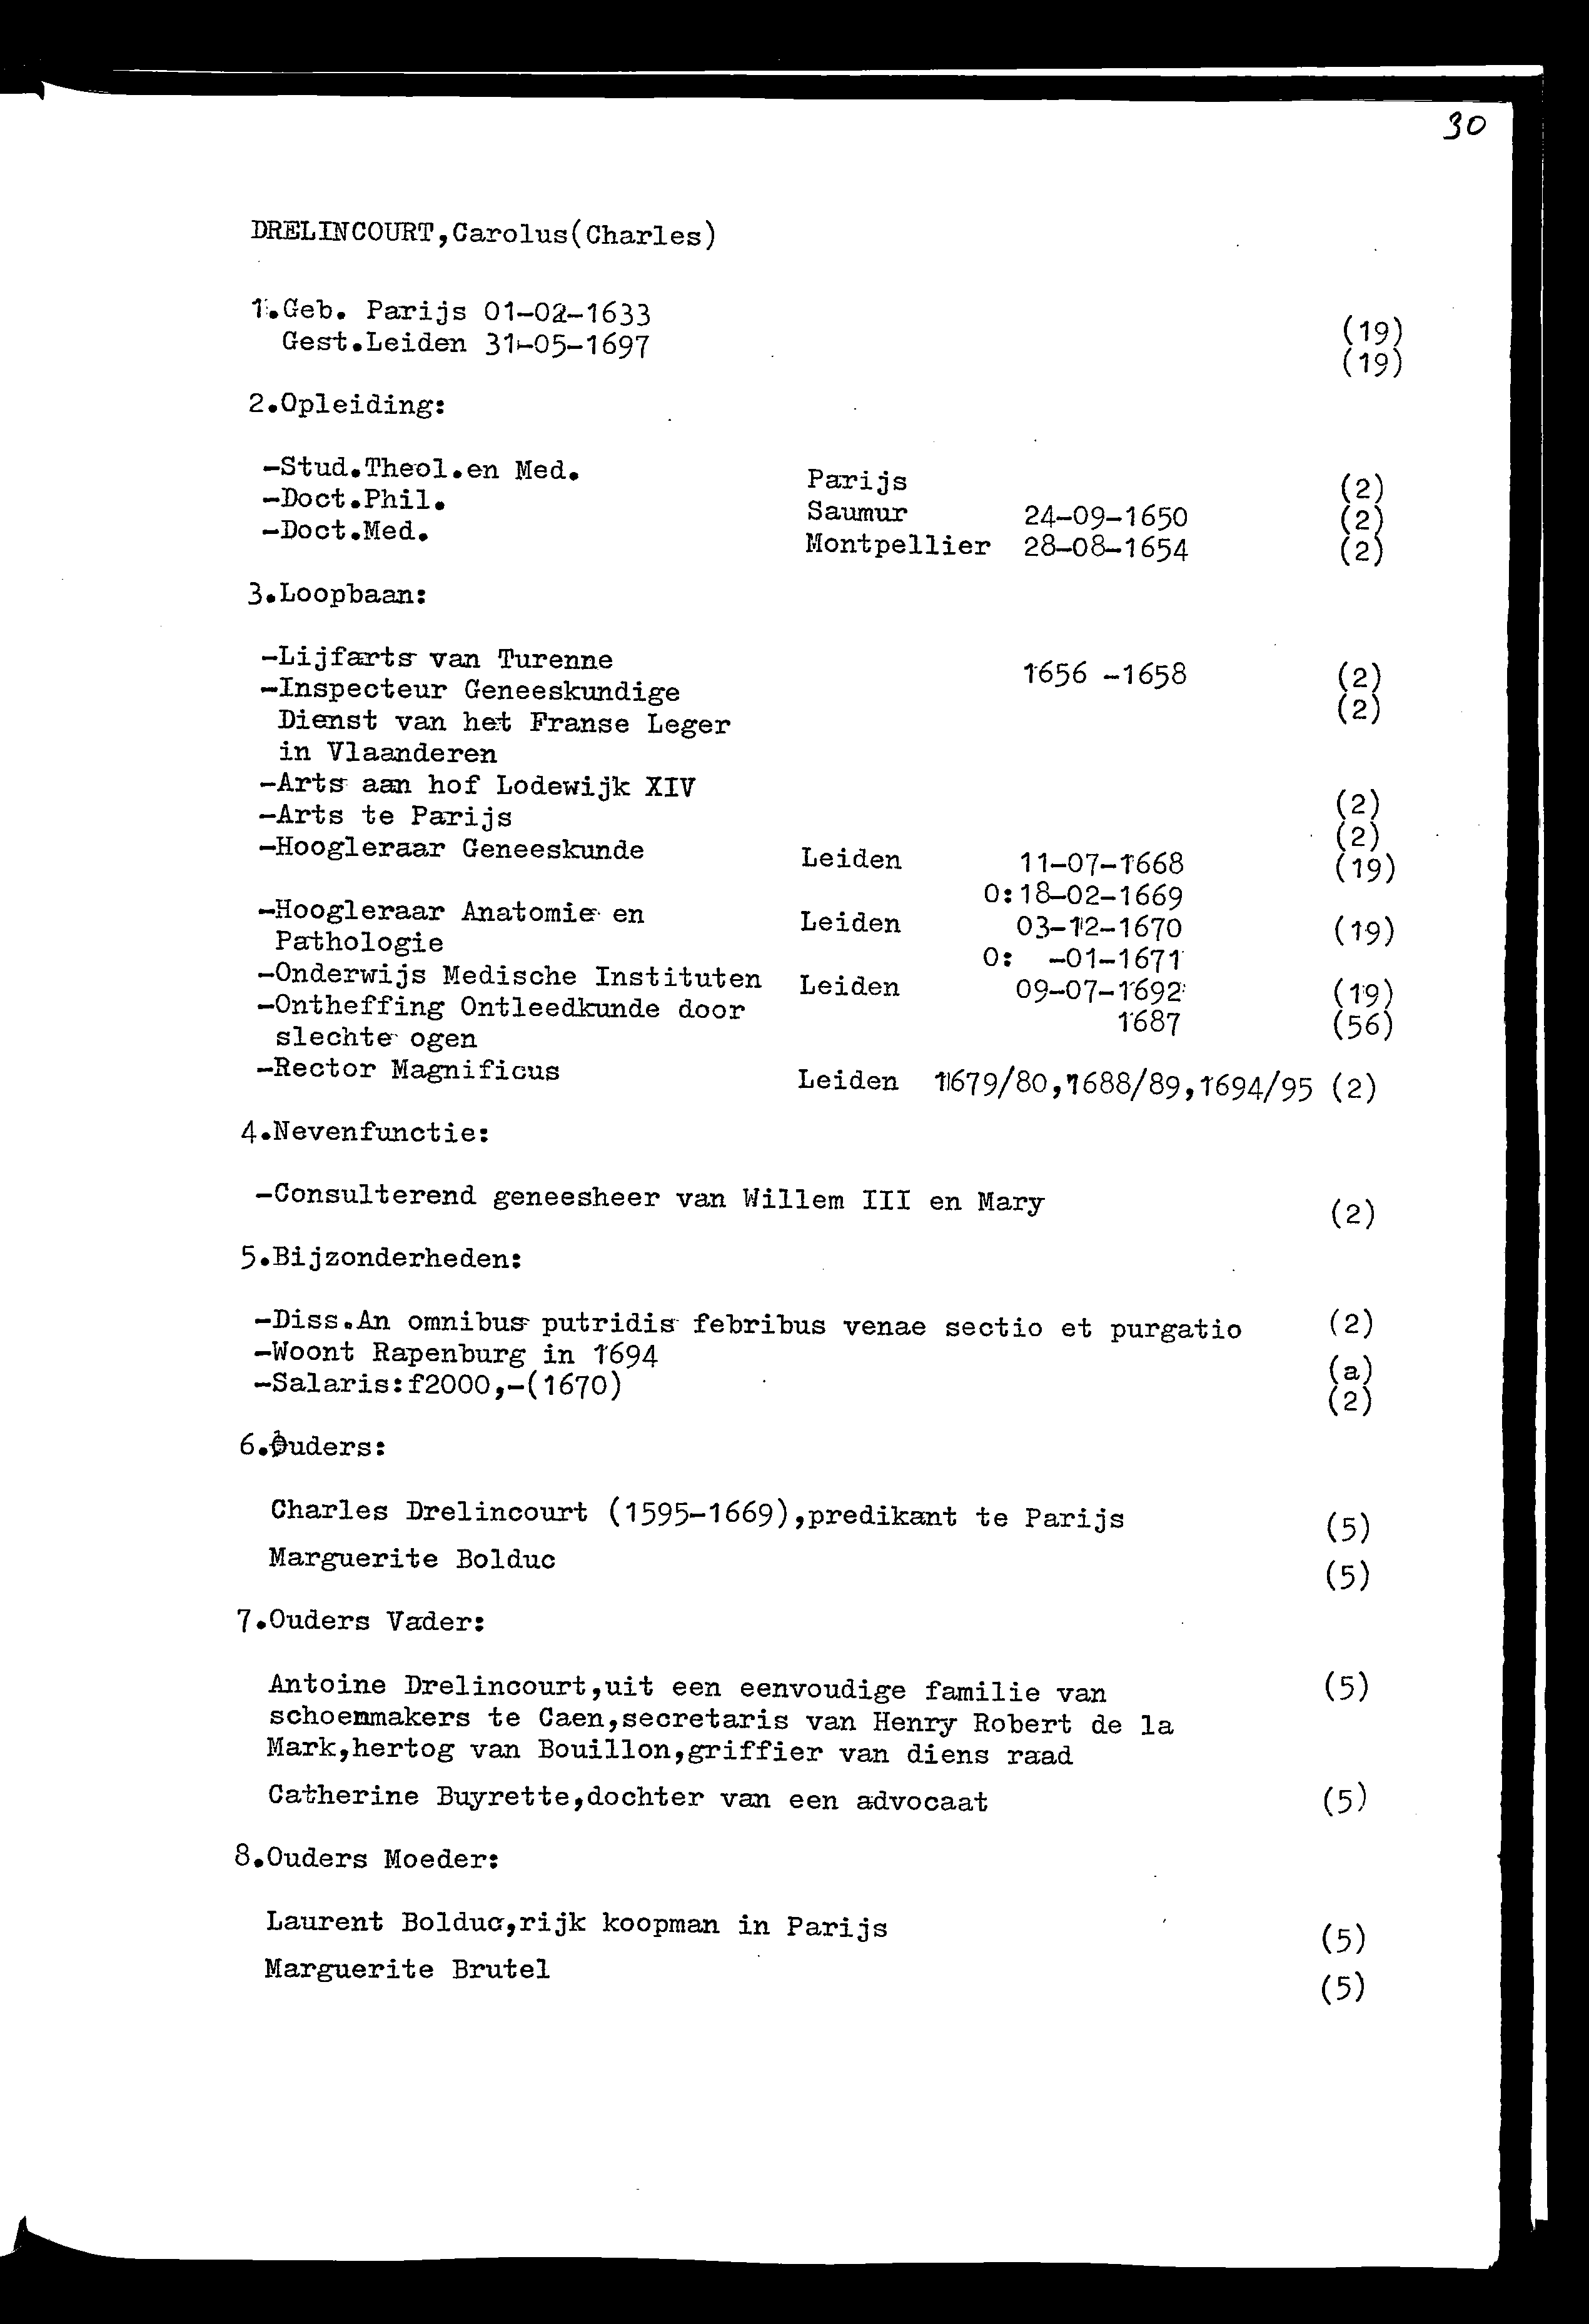 30
DRELINCOURT,Carolus(Charles)
1.Geb. Parijs 01-02-1633 (19)
Gest.Leiden 31-05-1697 (19)
2.Opleiding:
-Stud.Theol.en Med. Parijs (2)
-Doct.Phil. Saumur 24-09-1650 (2)
-Doct.Med. Montpellier 28-08-1654 (2)
3.Loopbaan:
-Lijfarts van Turenne 1656 -1658 (2)
-Inspecteur Geneeskundige (2)
Dienst van het Franse Leger
in Vlaanderen
-Arts aan hof Lodewijk XIV (2)
-Arts te Parijs (2)
-Hoogleraar Geneeskunde Leiden 11-07-1668 (19)
O:18-02-1669
-Hoogleraar Anatomie en Leiden 03-12-1670 (19)
Pathologie O: -01-1671
-Onderwijs Medische Instituten Leiden 09-07-1692 (19)
-Ontheffing Ontleedkunde door 1687 (56)
slechte ogen
-Rector Magnificus Leiden 1679/80,1688/89,1694/95 (2)
4.Nevenfunctie:
-Consulterend geneesheer van Willem III en Mary (2)
5.Bijzonderheden:
-Diss.An omnibus putridis febribus venae sectio et purgatio (2)
-Woont Rapenburg in 1694 (a)
-Salaris:f2000,-(1670) (2)
6.Ouders:
Charles Drelincourt (1595-1669),predikant te Parijs (5)
Marguerite Bolduc (5)
7.Ouders Vader:
Antoine Drelincourt,uit een eenvoudige familie van (5)
schoenmakers te Caen,secretaris van Henry Robert de la
Mark,hertog van Bouillon,griffier van diens raad
Catherine Buyrette,dochter van een advocaat (5)
8.Ouders Moeder:
Laurent Bolduc,rijk koopman in Parijs (5)
Marguerite Brutel (5)